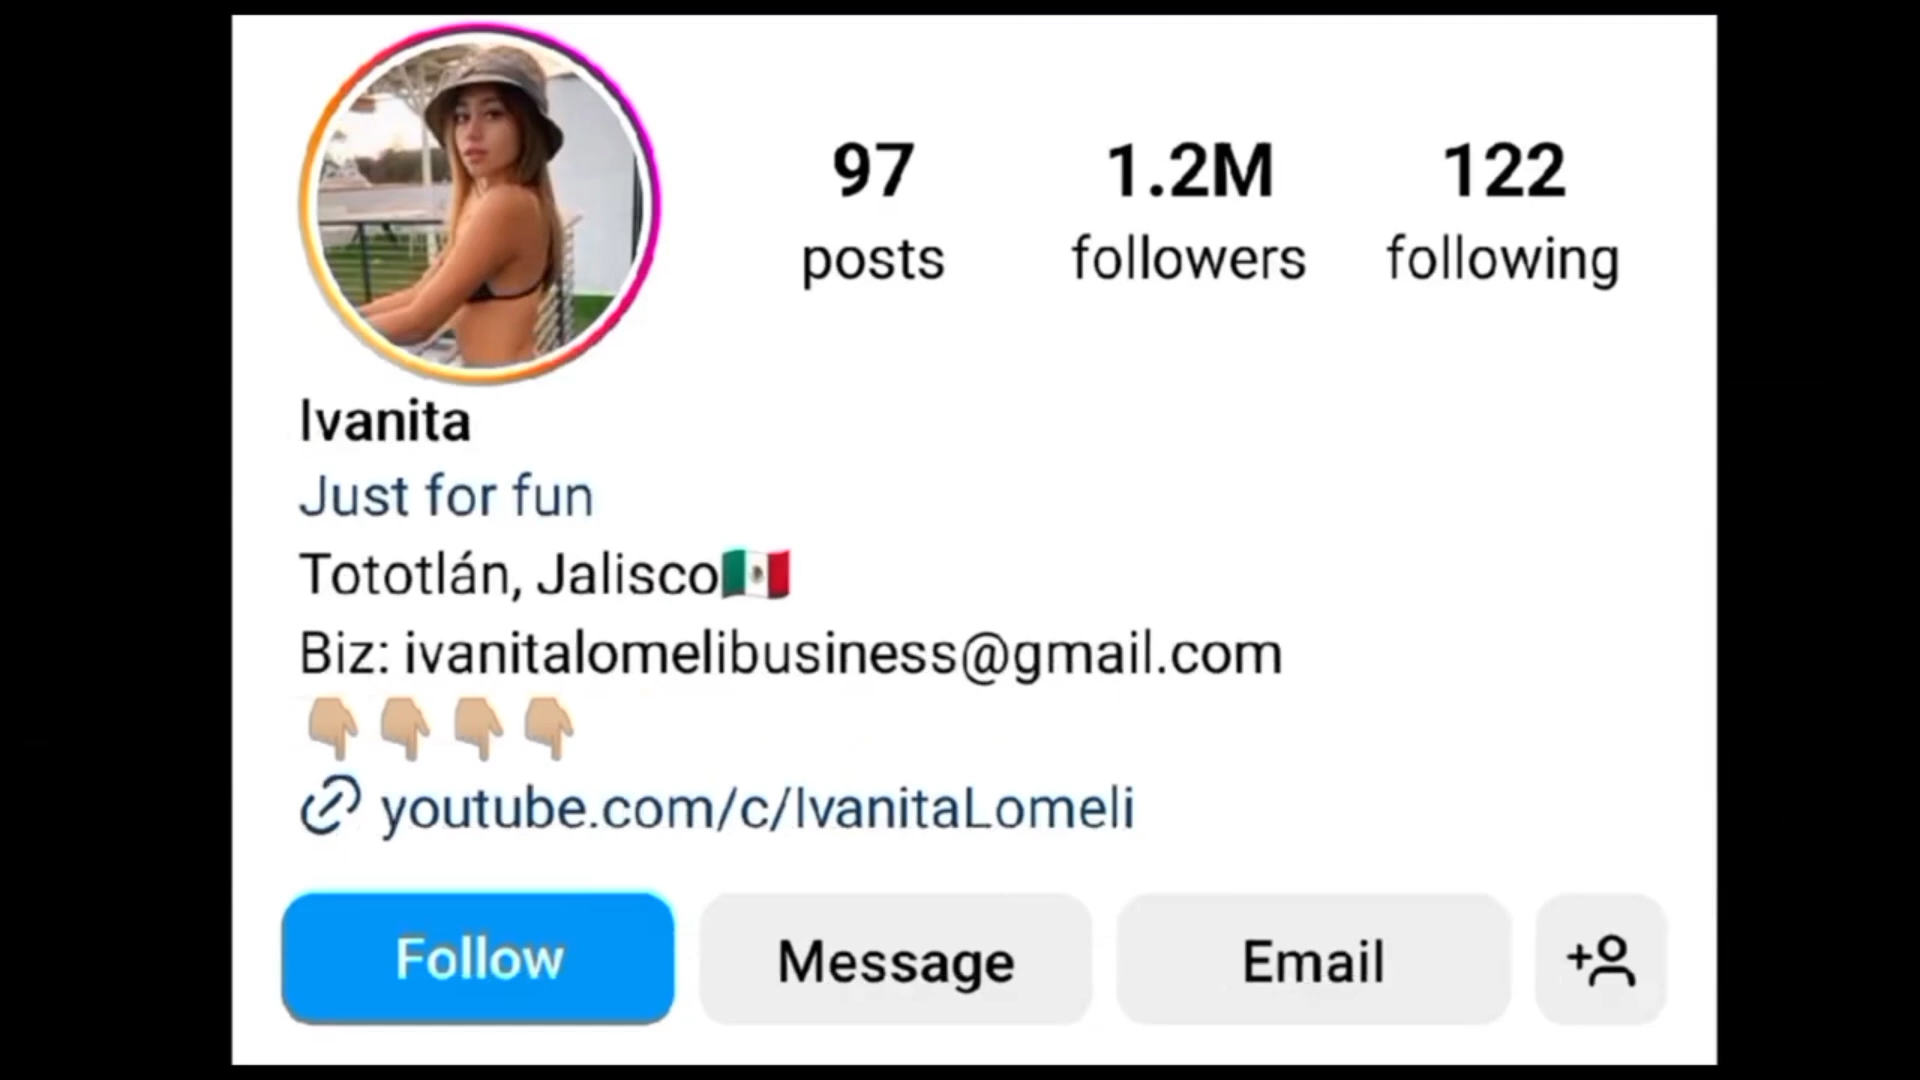 97 1.2M 122
posts followers following
Ivanita
Just for fun
Tototlán, Jalisco🇲🇽
Biz: ivanitalomelibusiness@gmail.com
👇🏼👇🏼👇🏼👇🏼
youtube.com/c/IvanitaLomeli
Follow Message Email